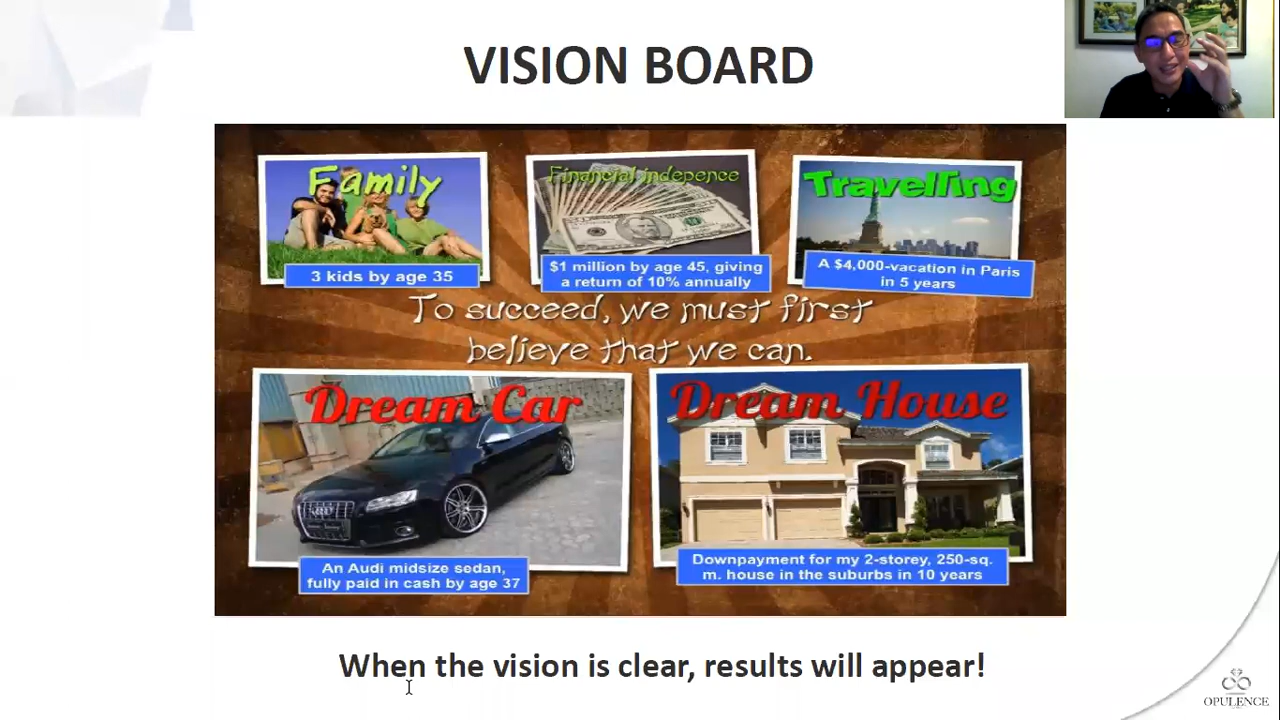 VISION BOARD
Family
3 kids by age 35
Financial indepence
$1 million by age 45, giving
a return of 10% annually
Travelling
A $4,000-vacation in Paris
in 5 years
To succeed, we must first
believe that we can.
Dream Car
An Audi midsize sedan,
fully paid in cash by age 37
Dream House
Downpayment for my 2-storey, 250-sq.
m. house in the suburbs in 10 years
When the vision is clear, results will appear!
OPULENCE